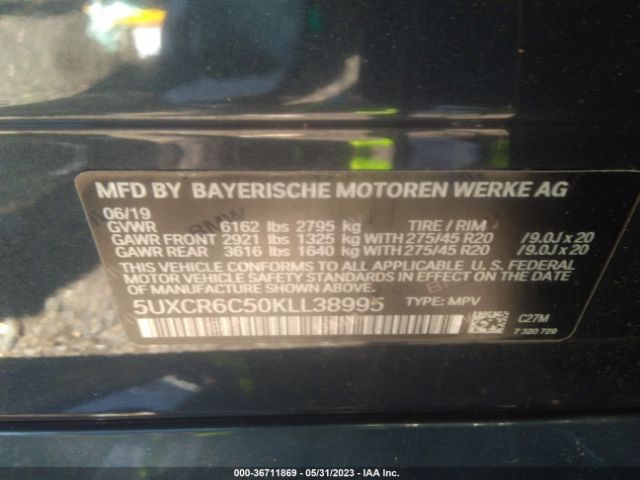 MFD BY BAYERISCHE MOTOREN WERKE AG
06/19
GVWR 6162 lbs 2795 kg TIRE / RIM
GAWR FRONT 2921 lbs 1325 kg WITH 275/45 R20 / 9.0J x 20
GAWR REAR 3616 lbs 1640 kg WITH 275/45 R20 / 9.0J x 20
THIS VEHICLE CONFORMS TO ALL APPLICABLE U. S. FEDERAL
MOTOR VEHICLE SAFETY STANDARDS IN EFFECT ON THE DATE
OF MANUFACTURE SHOWN ABOVE.
5UXCR6C50KLL38995 TYPE: MPV
C27M
7 320 729
000-36711869 - 05/31/2023 - IAA Inc.